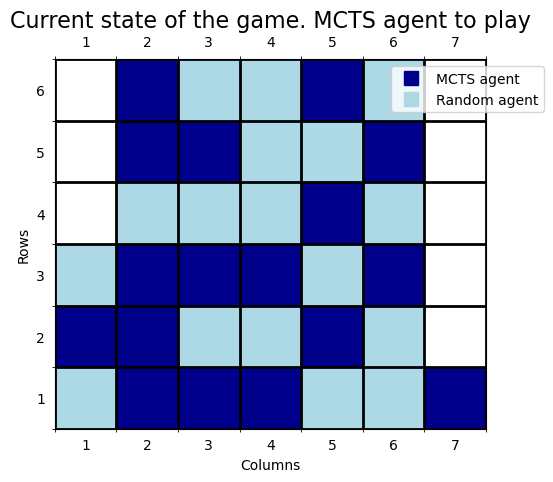 Current state of the game. MCTS agent to play
1 2 3 4 5 6 7
MCTS agent
Random agent
6
5
4
3
2
1
Rows
1 2 3 4 5 6 7
Columns